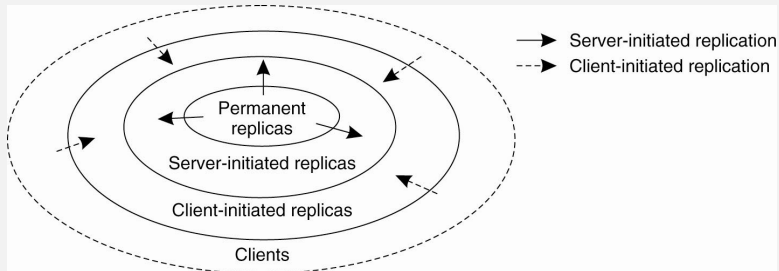 Server-initiated replication
Client-initiated replication
Permanent
replicas
Server-initiated replicas
Client-initiated replicas
Clients